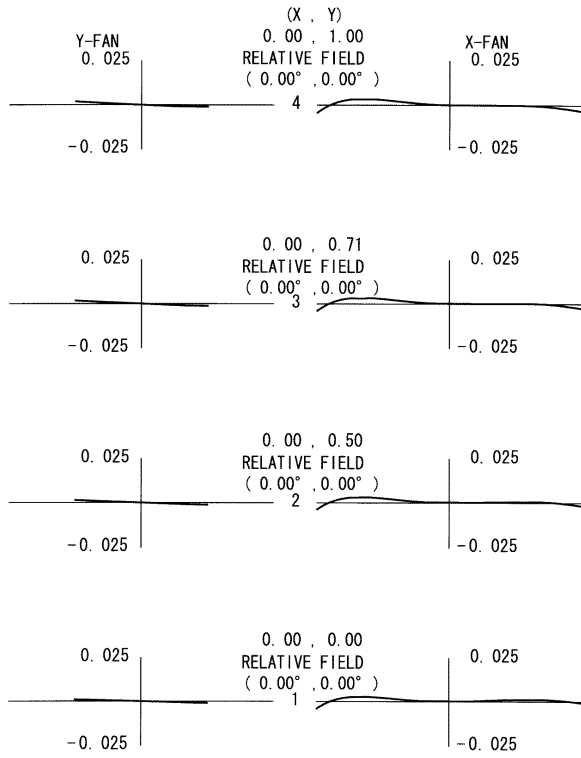 (X , Y)
Y-FAN 0.00 , 1.00 X-FAN
0.025 RELATIVE FIELD 0.025
( 0.00° ,0.00° )
4
-0.025 -0.025
0.00 , 0.71
0.025 RELATIVE FIELD 0.025
( 0.00° ,0.00° )
3
-0.025 -0.025
0.00 , 0.50
0.025 RELATIVE FIELD 0.025
( 0.00° ,0.00° )
2
-0.025 -0.025
0.00 , 0.00
0.025 RELATIVE FIELD 0.025
( 0.00° ,0.00° )
1
-0.025 -0.025